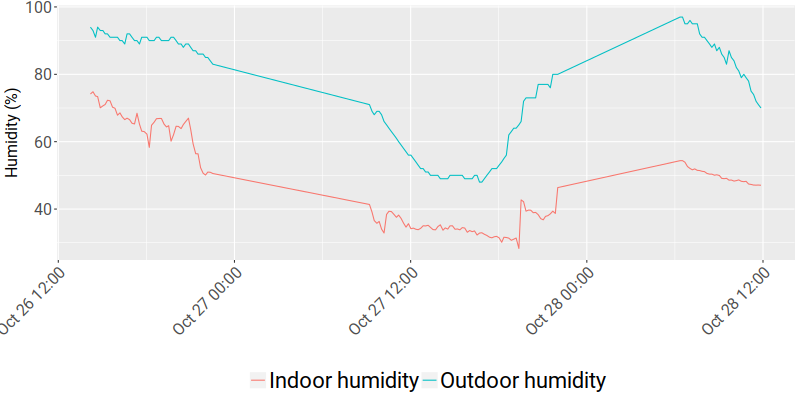 100
80
60
40
Humidity (%)
Oct 26 12:00
Oct 27 00:00
Oct 27 12:00
Oct 28 00:00
Oct 28 12:00
Indoor humidity Outdoor humidity